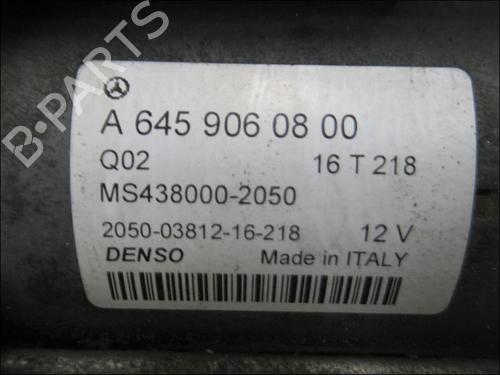 B-PARTS
A 645 906 08 00
Q02 16 T 218
MS438000-2050
2050-03812-16-218 12 V
DENSO Made in ITALY